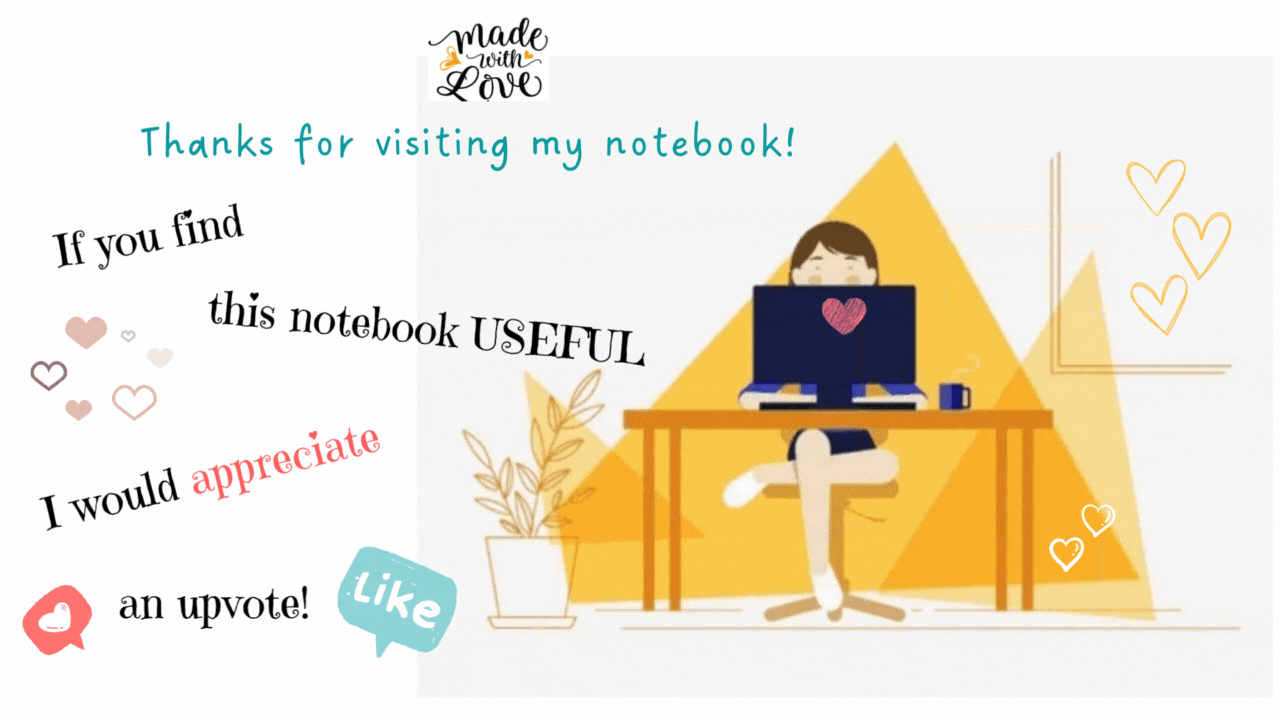 made
with
Love
Thanks for visiting my notebook!
If you find
this notebook USEFUL
I would appreciate
an upvote!
Like